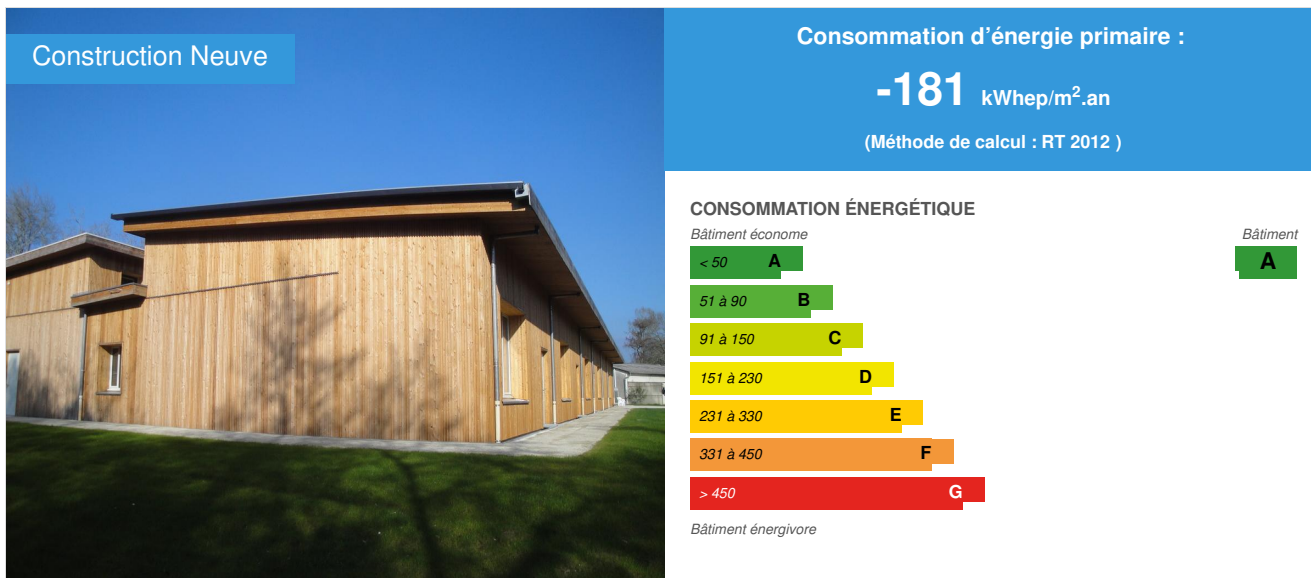 Construction Neuve
Consommation d’énergie primaire :
-181 kWhep/m².an
(Méthode de calcul : RT 2012 )
CONSOMMATION ÉNERGÉTIQUE
Bâtiment économe
Bâtiment
< 50 A
A
51 à 90 B
91 à 150 C
151 à 230 D
231 à 330 E
331 à 450 F
> 450 G
Bâtiment énergivore